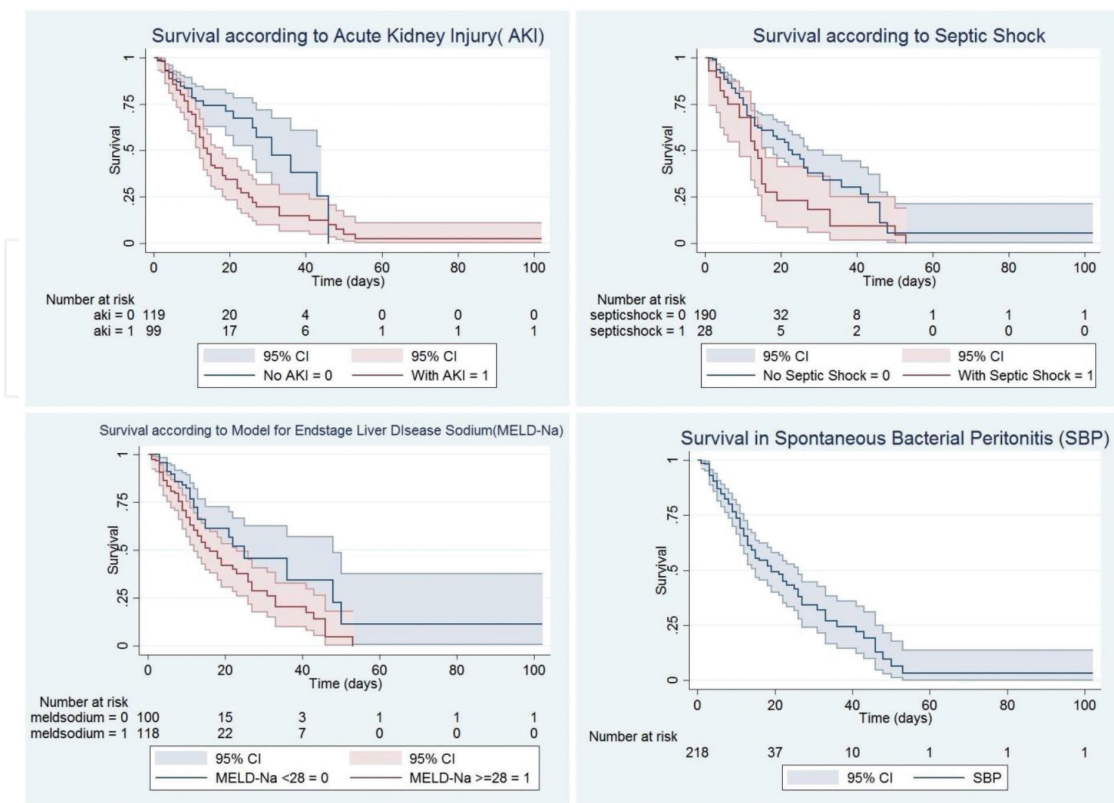 Survival according to Acute Kidney Injury( AKI)
1
.75
.5
.25
0
Survival
0 20 40 60 80 100
Time (days)
Number at risk
aki = 0 119 20 4 0 0 0
aki = 1 99 17 6 1 1 1
95% CI 95% CI
No AKI = 0 With AKI = 1
Survival according to Septic Shock
1
.75
.5
.25
0
Survival
0 20 40 60 80 100
Time (days)
Number at risk
septicshock = 0 190 32 8 1 1 1
septicshock = 1 28 5 2 0 0 0
95% CI 95% CI
No Septic Shock = 0 With Septic Shock = 1
Survival according to Model for Endstage Liver DIsease Sodium(MELD-Na)
1
.75
.5
.25
0
Survival
0 20 40 60 80 100
Time (days)
Number at risk
meldsodium = 0 100 15 3 1 1 1
meldsodium = 1 118 22 7 0 0 0
95% CI 95% CI
MELD-Na <28 = 0 MELD-Na >=28 = 1
Survival in Spontaneous Bacterial Peritonitis (SBP)
1
.75
.5
.25
0
Survival
0 20 40 60 80 100
Time (days)
Number at risk
218 37 10 1 1 1
95% CI SBP